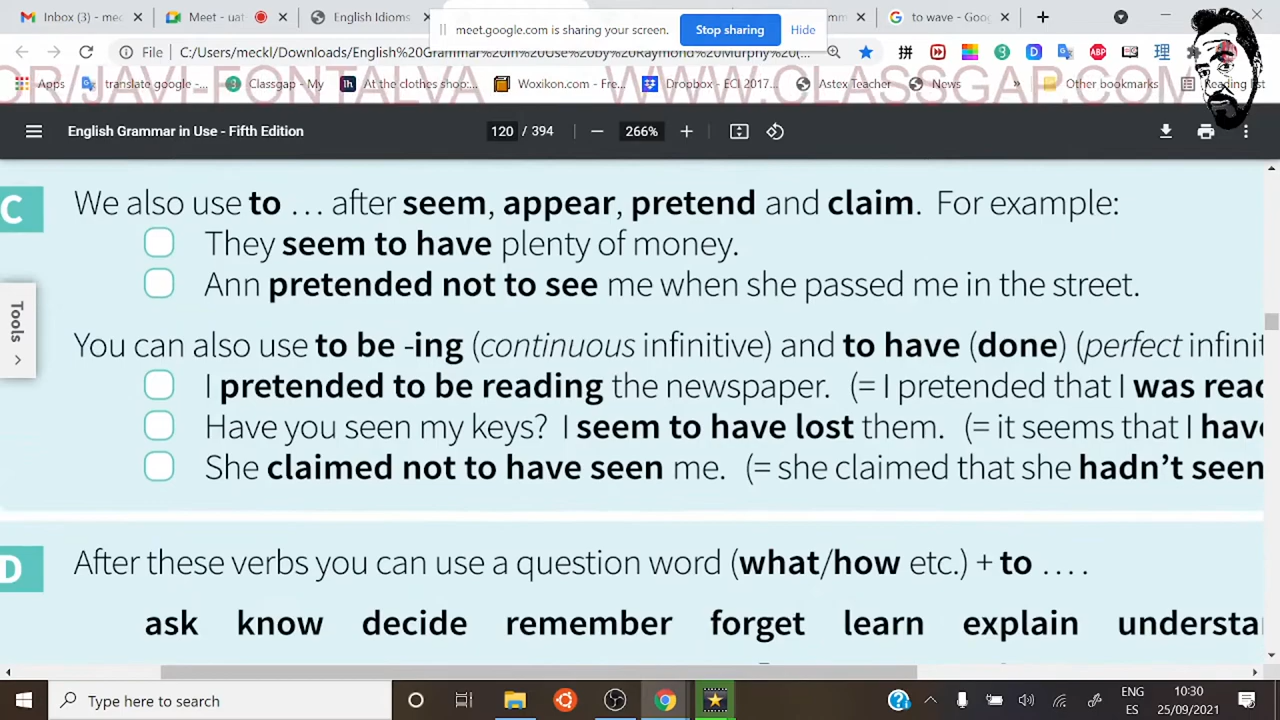 Inbox (3) - mec
Meet - uat
English Idioms
to wave - Goo
meet.google.com is sharing your screen.
Stop sharing
Hide
File
C:/Users/meckl/Downloads/English%20Grammar%20in%20Use%20by%20Raymond%20Murphy%20(...
WWW.CLASSGAP.COM
Apps
translate google -...
Classgap - My
At the clothes shop...
Woxikon.com - Fre...
Dropbox - ECI 2017...
Astex Teacher
News
»
Other bookmarks
Reading list
English Grammar in Use - Fifth Edition
120 / 394
266%
C
We also use to … after seem, appear, pretend and claim. For example:
They seem to have plenty of money.
Ann pretended not to see me when she passed me in the street.
You can also use to be -ing (continuous infinitive) and to have (done) (perfect infinit
I pretended to be reading the newspaper. (= I pretended that I was read
Have you seen my keys? I seem to have lost them. (= it seems that I have
She claimed not to have seen me. (= she claimed that she hadn't seen
Tools
D
After these verbs you can use a question word (what/how etc.) + to … .
ask know decide remember forget learn explain understa
Type here to search
ENG
ES
10:30
25/09/2021